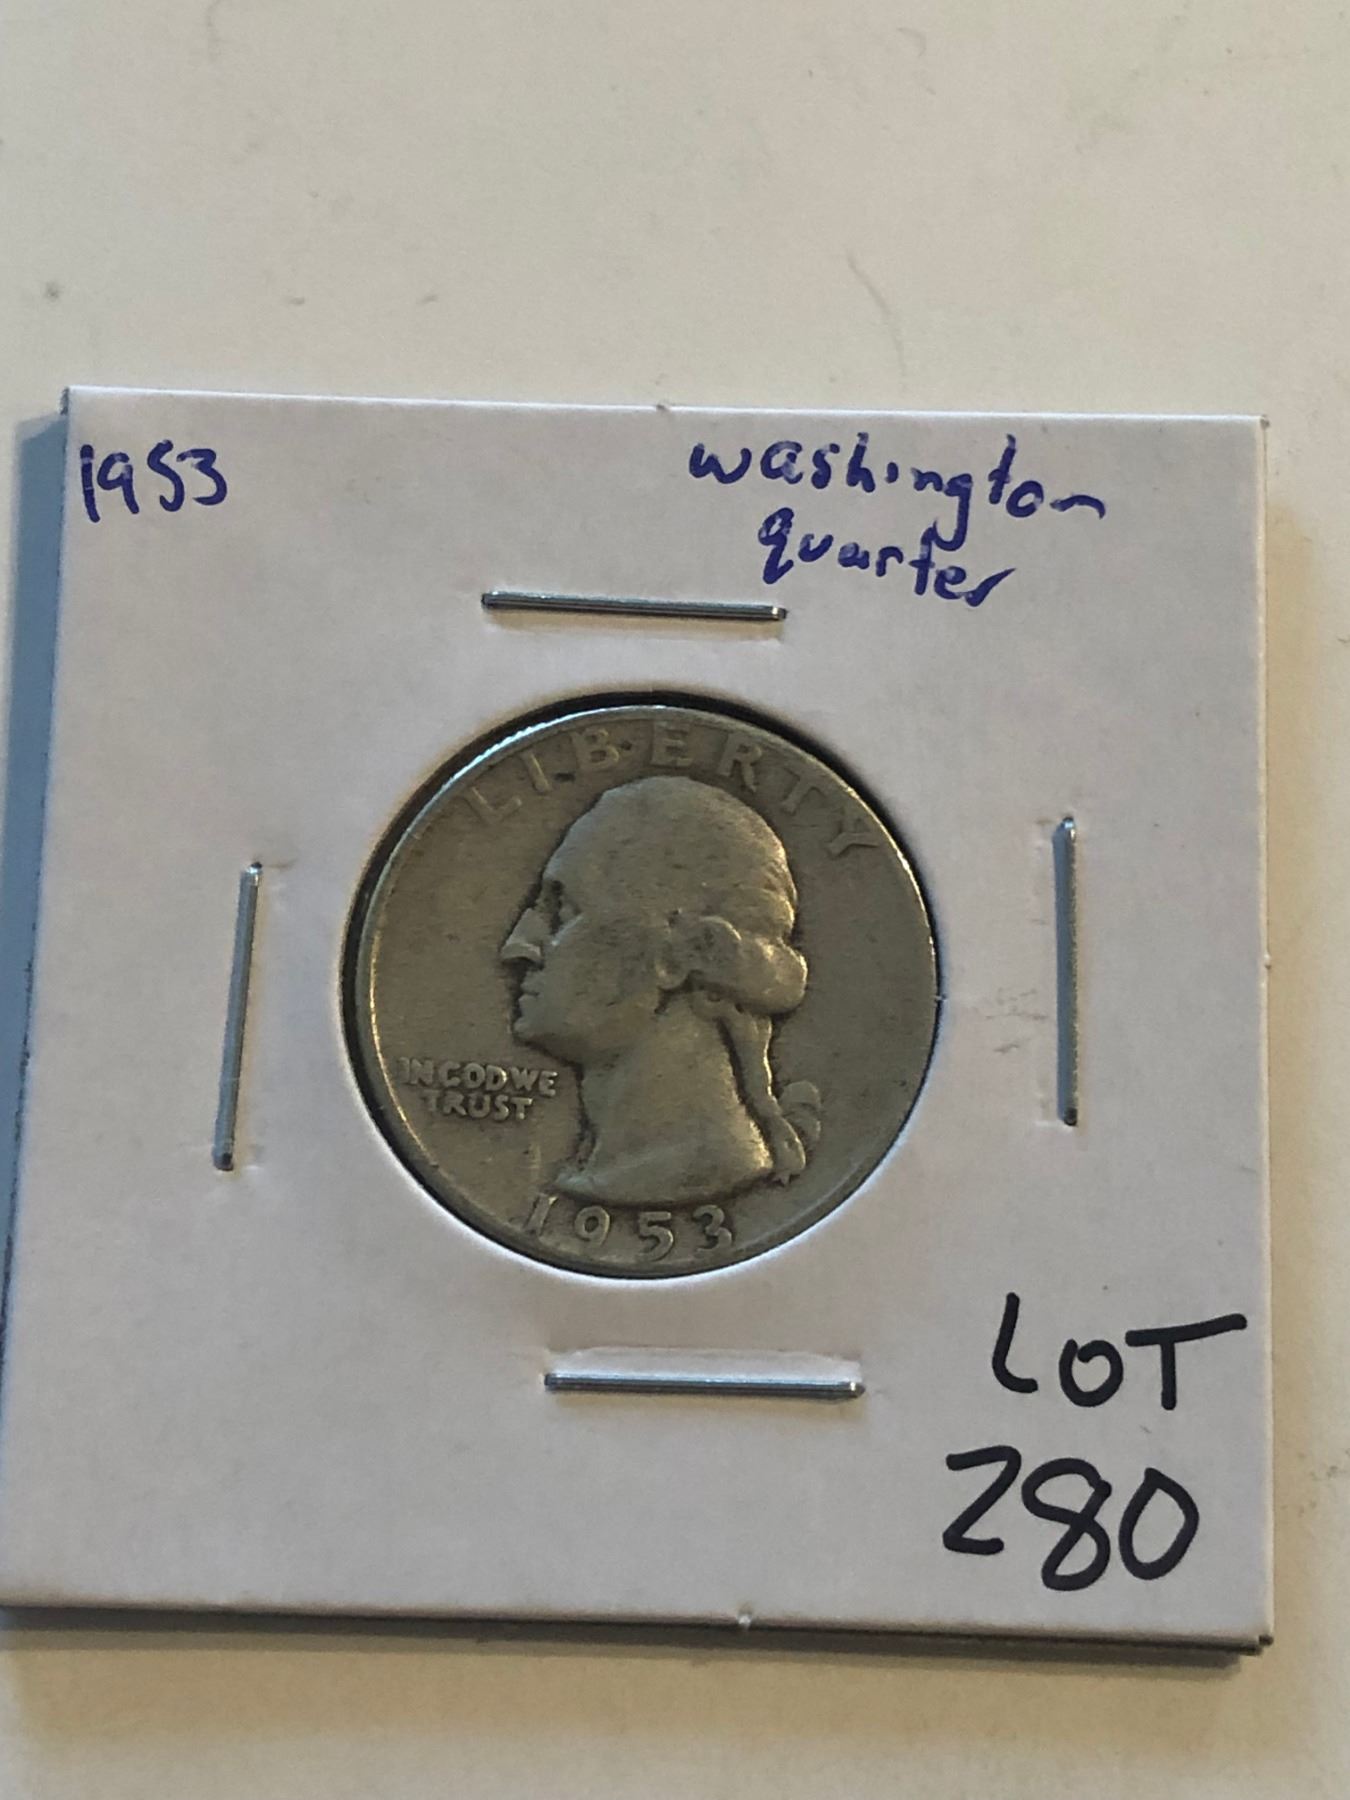 1953
washington
quarter
LIBERTY
IN GOD WE
TRUST
1953
LOT
280